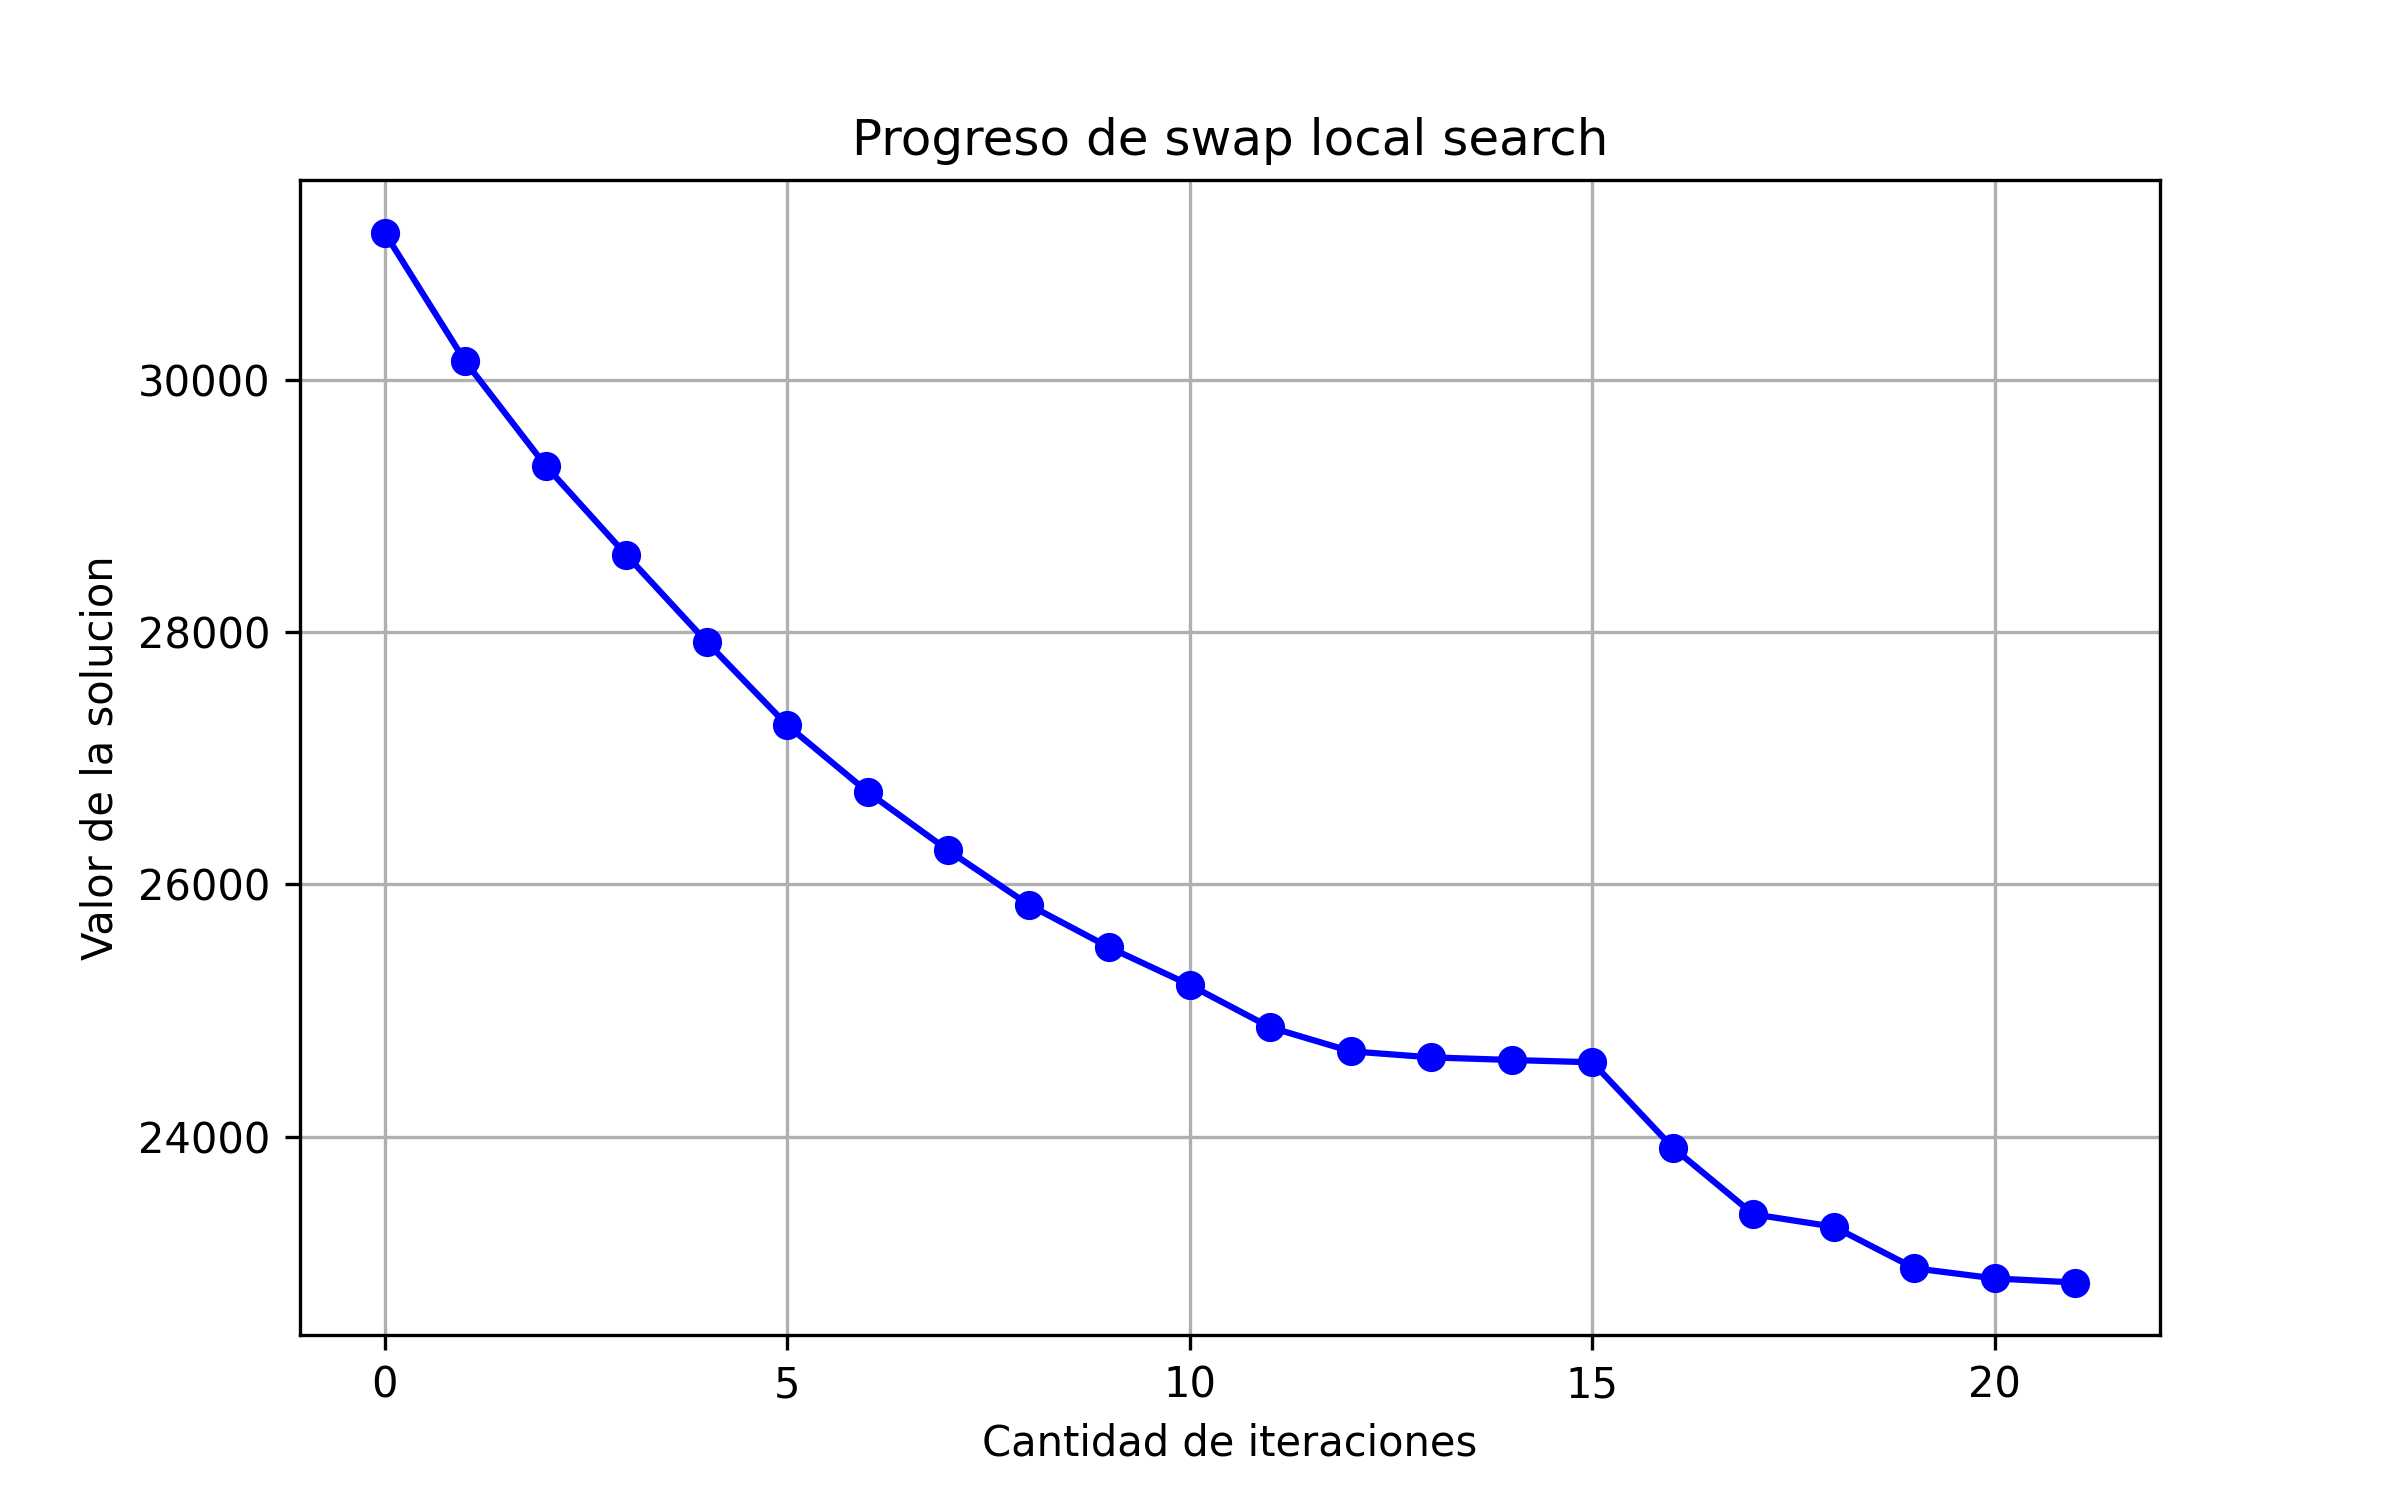 Progreso de swap local search
Valor de la solucion
30000
28000
26000
24000
0 5 10 15 20
Cantidad de iteraciones